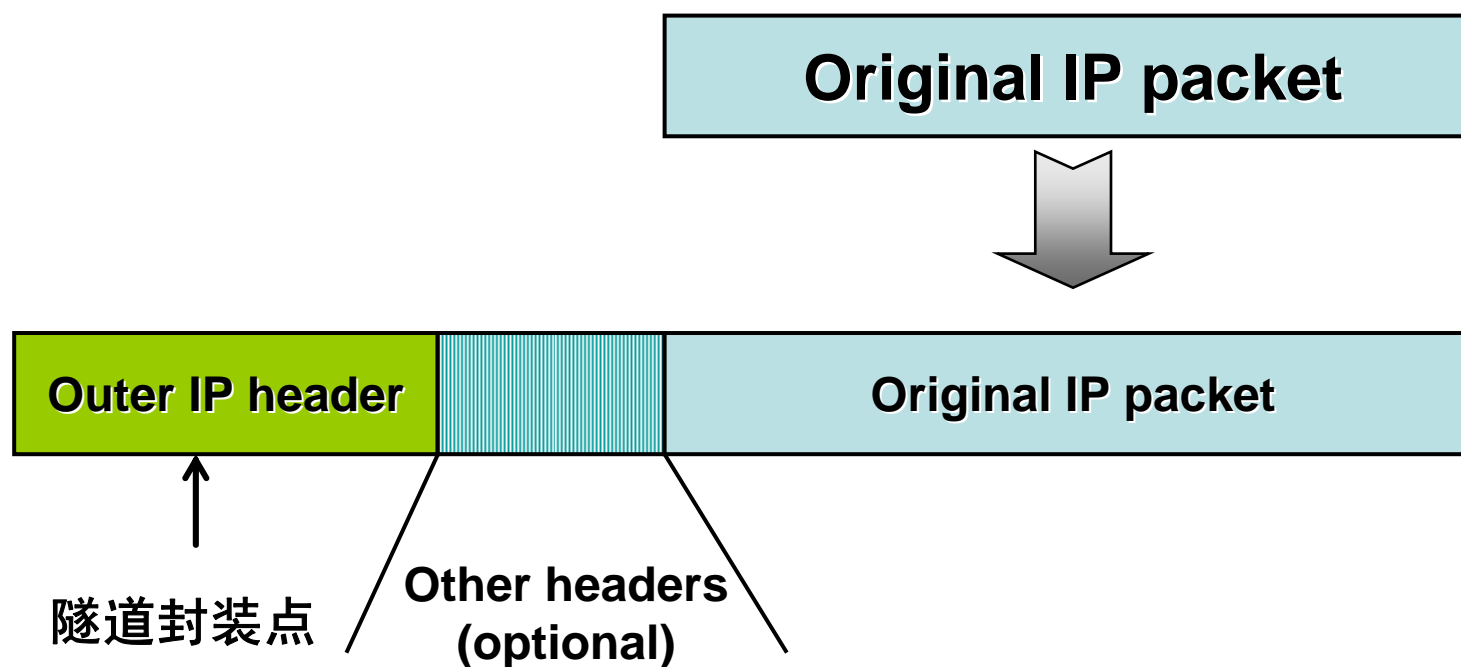 Original IP packet
Outer IP header
Original IP packet
隧道封装点
Other headers
(optional)